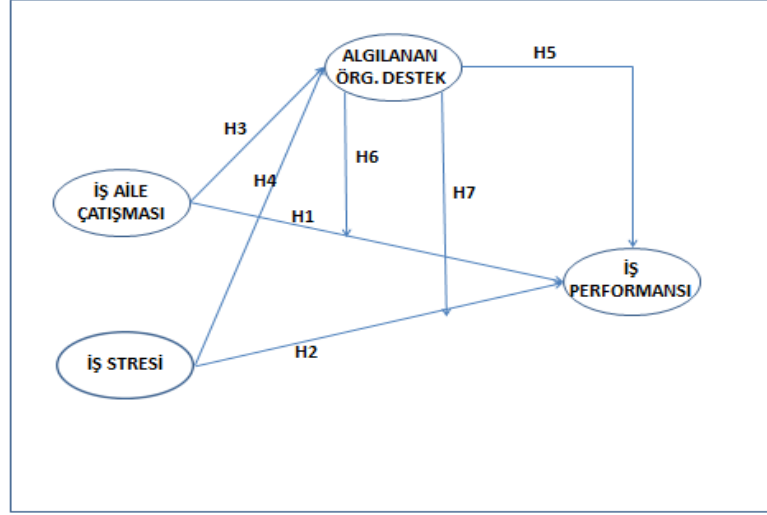 ALGILANAN
ÖRG. DESTEK
H5
H3
H6
H4
H7
İŞ AİLE
ÇATIŞMASI
H1
İŞ
PERFORMANSI
H2
İŞ STRESİ